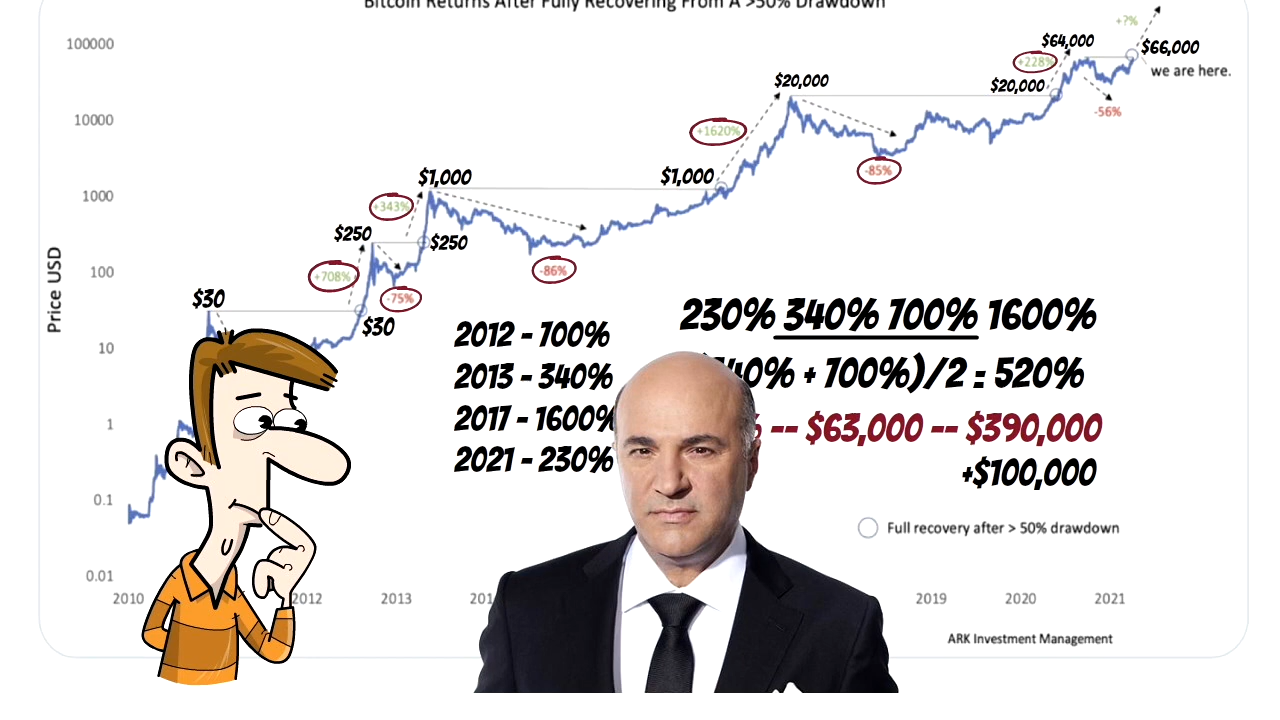 Bitcoin Returns After Fully Recovering From A >50% Drawdown
Price USD
100000
10000
1000
100
10
1
0.1
0.01
$30
$30
+708%
$250
-75%
$250
+343%
$1,000
-86%
$1,000
+1620%
$20,000
-85%
$20,000
+228%
$64,000
-56%
+?%
$66,000
we are here.
2012 - 700%
2013 - 340%
2017 - 1600%
2021 - 230%
230% 340% 700% 1600%
40% + 700%)/2 = 520%
% -- $63,000 -- $390,000
+$100,000
Full recovery after > 50% drawdown
2010 2012 2013 2019 2020 2021
ARK Investment Management